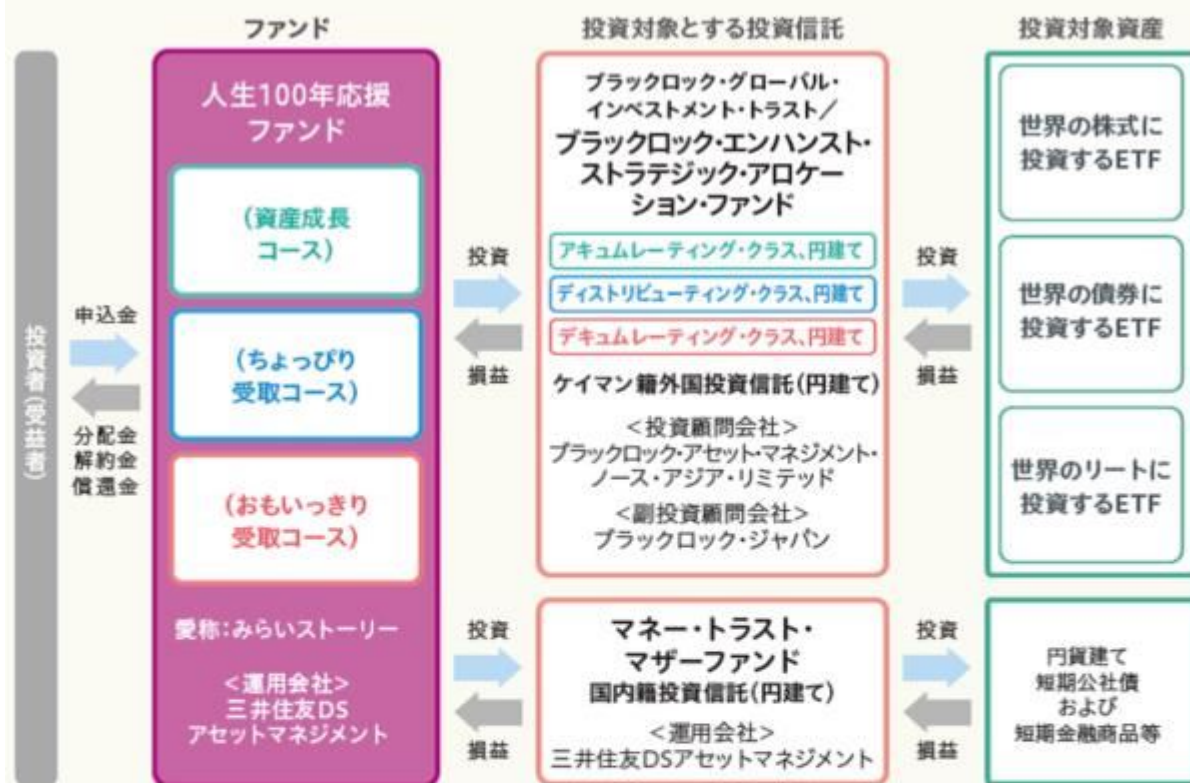 ファンド
投資対象とする投資信託
投資対象資産
投資者(受益者)
申込金
分配金
解約金
償還金
人生100年応援
ファンド
(資産成長
コース)
(ちょっぴり
受取コース)
(おもいっきり
受取コース)
愛称:みらいストーリー
<運用会社>
三井住友DS
アセットマネジメント
投資
損益
投資
損益
ブラックロック・グローバル・
インベストメント・トラスト/
ブラックロック・エンハンスト・
ストラテジック・アロケー
ション・ファンド
アキュムレーティング・クラス、円建て
ディストリビューティング・クラス、円建て
デキュムレーティング・クラス、円建て
ケイマン籍外国投資信託(円建て)
<投資顧問会社>
ブラックロック・アセット・マネジメント・
ノース・アジア・リミテッド
<副投資顧問会社>
ブラックロック・ジャパン
マネー・トラスト・
マザーファンド
国内籍投資信託(円建て)
<運用会社>
三井住友DSアセットマネジメント
投資
損益
投資
損益
世界の株式に
投資するETF
世界の債券に
投資するETF
世界のリートに
投資するETF
円貨建て
短期公社債
および
短期金融商品等